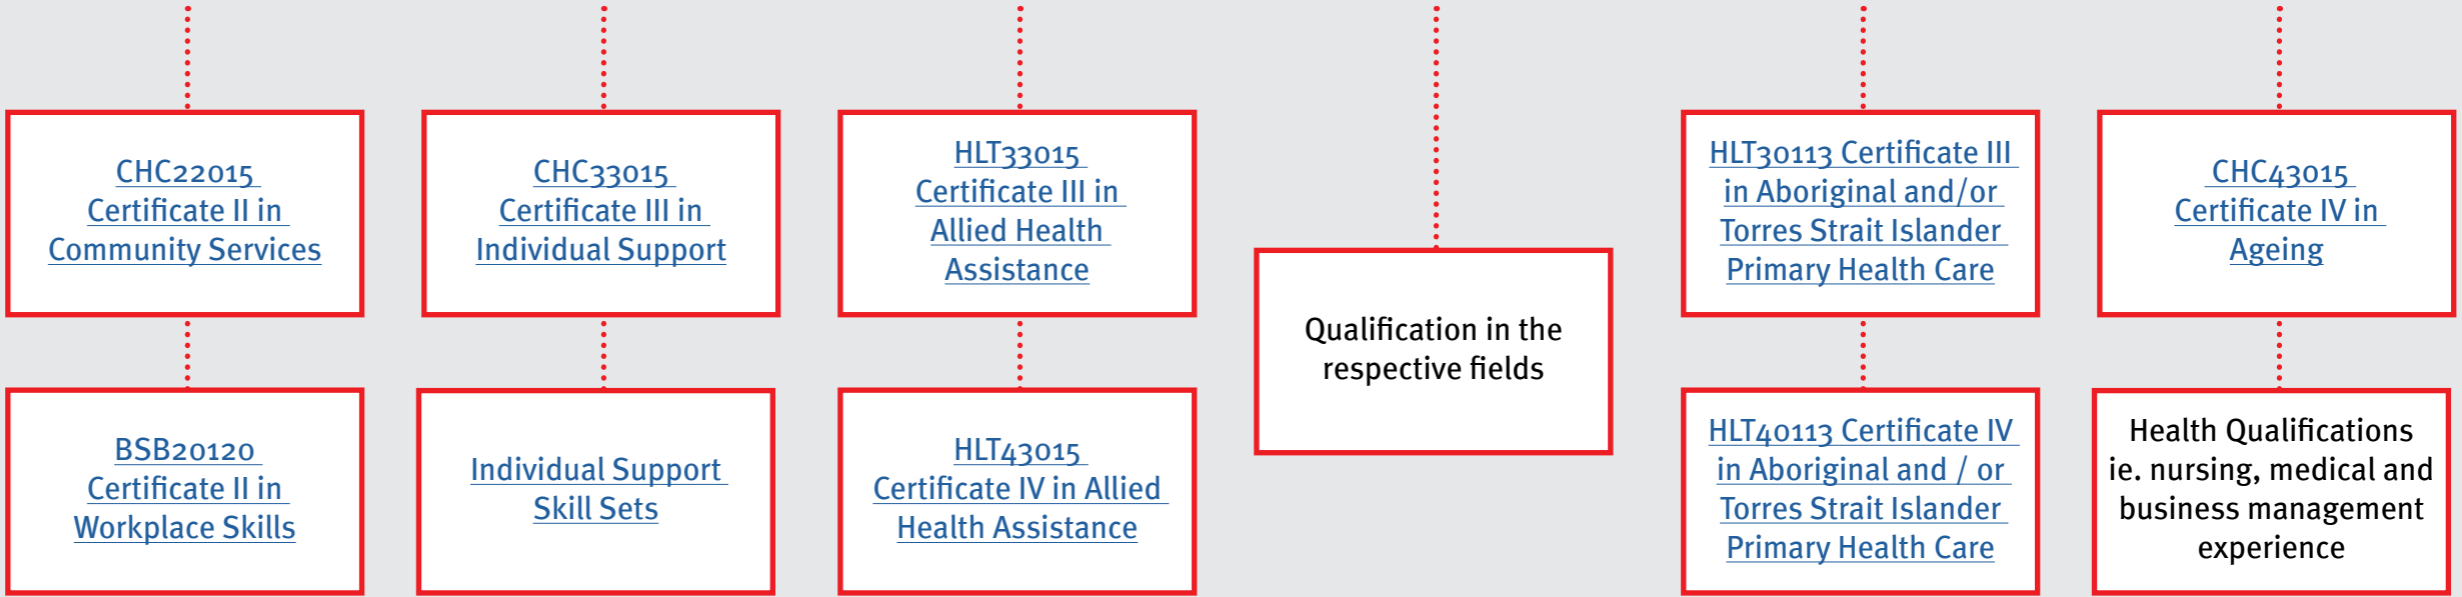 CHC22015
Certificate II in
Community Services
CHC33015
Certificate III in
Individual Support
HLT33015
Certificate III in
Allied Health
Assistance
Qualification in the
respective fields
HLT30113 Certificate III
in Aboriginal and/or
Torres Strait Islander
Primary Health Care
CHC43015
Certificate IV in
Ageing
BSB20120
Certificate II in
Workplace Skills
Individual Support
Skill Sets
HLT43015
Certificate IV in Allied
Health Assistance
HLT40113 Certificate IV
in Aboriginal and / or
Torres Strait Islander
Primary Health Care
Health Qualifications
ie. nursing, medical and
business management
experience